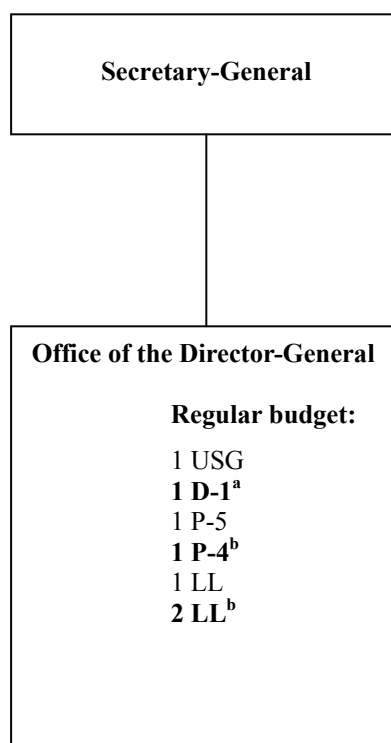 Secretary-General
Office of the Director-General
Regular budget:
1 USG
1 D-1ᵃ
1 P-5
1 P-4ᵇ
1 LL
2 LLᵇ